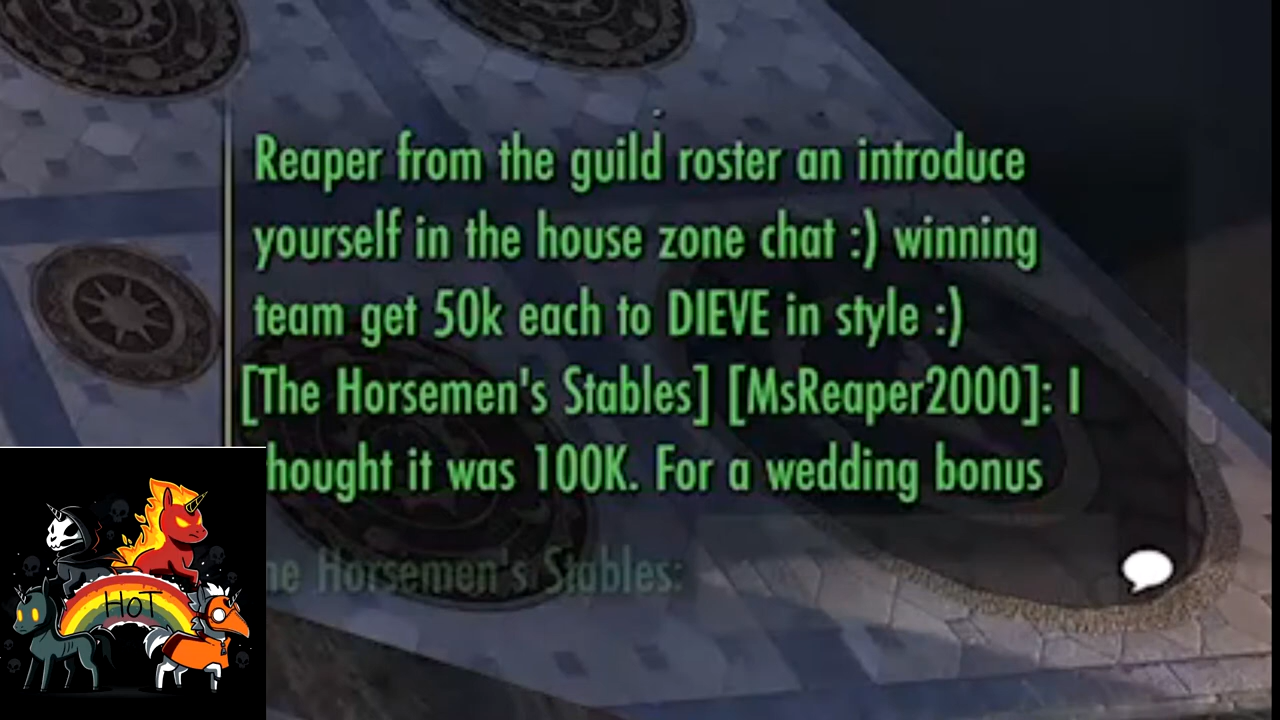 Reaper from the guild roster an introduce
yourself in the house zone chat :) winning
team get 50k each to DIEVE in style :)
[The Horsemen's Stables] [MsReaper2000]: I
hought it was 100K. For a wedding bonus
he Horsemen's Stables:
HoT